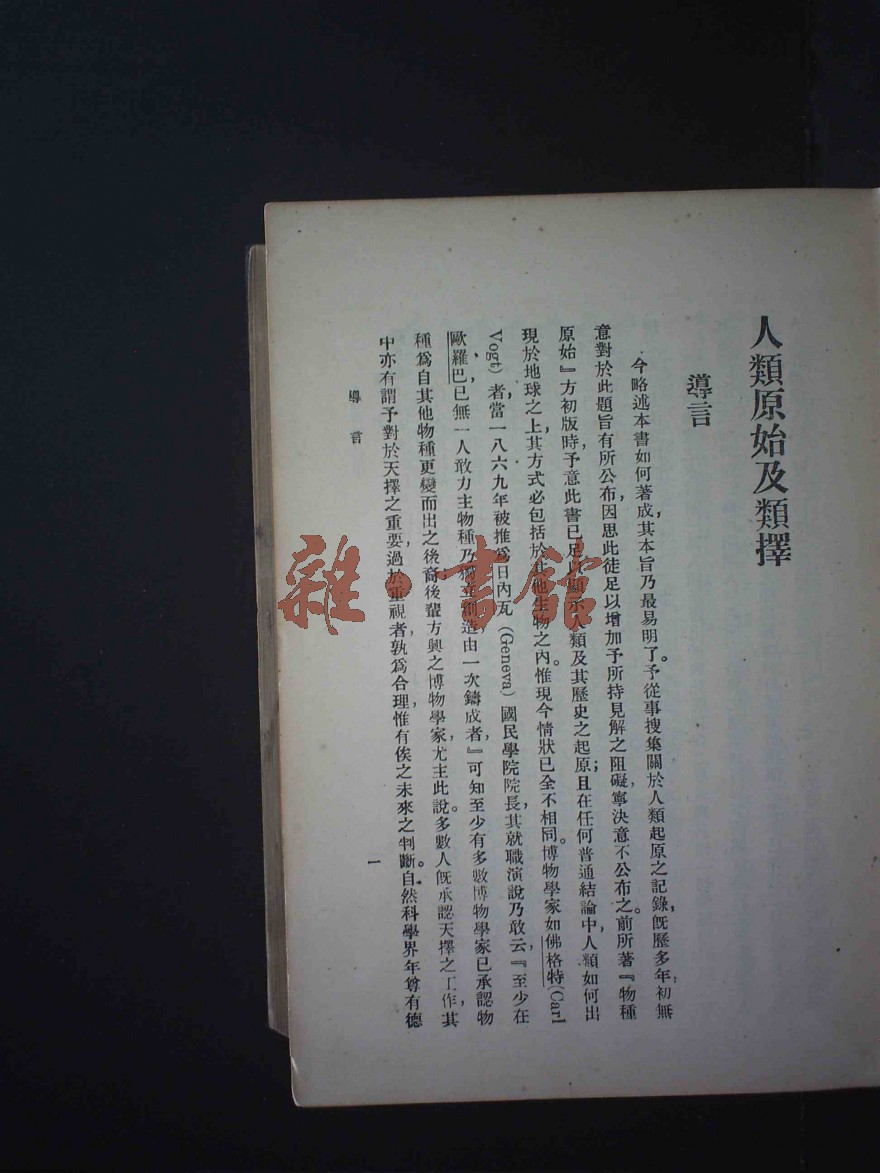 人類原始及類擇
導言
今略述本書如何著成，其本旨乃最易明了。予從事搜集關於人類起原之記錄，既歷多年，初無
意對於此題旨有所公布，因思此徒足以增加予所持見解之阻礙，寧決意不公布之。前所著『物種
原始』方初版時，予意此書已足以顯示人類及其歷史之起原；且在任何普通結論中，人類如何出
現於地球之上，其方式必包括於其他生物之內。惟現今情狀已全不相同。博物學家如佛格特(Carl
Vogt)者，當一八六九年被推爲日內瓦(Geneva)國民學院院長，其就職演說乃敢云，『至少在
歐羅巴，已無一人敢力主物種乃獨立創造，由一次鑄成者』可知至少有多數博物學家已承認物
種爲自其他物種更變而出之後裔；後輩方興之博物學家，尤主此說。多數人既承認天擇之工作，其
中亦有謂予對於天擇之重要，過於重視者，孰爲合理，惟有俟之未來之判斷。自然科學界年尊有德
導言
一
雜·書館